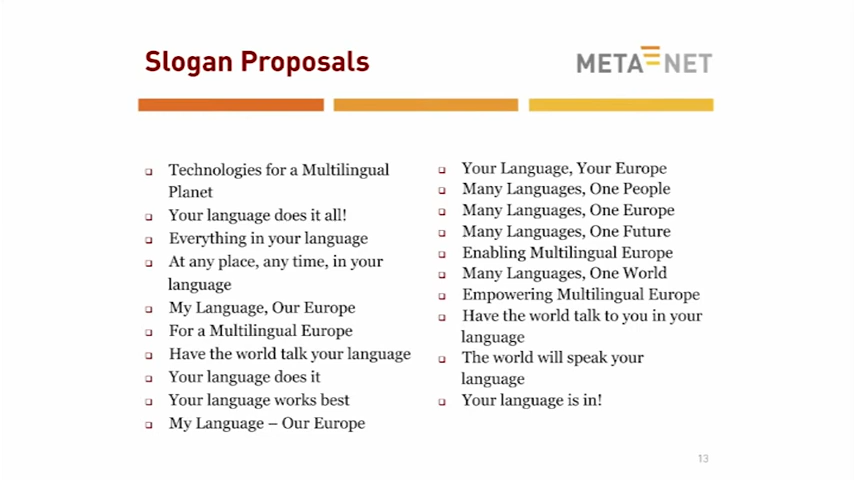 Slogan Proposals
META NET
Technologies for a Multilingual
Planet
Your language does it all!
Everything in your language
At any place, any time, in your
language
My Language, Our Europe
For a Multilingual Europe
Have the world talk your language
Your language does it
Your language works best
My Language – Our Europe
Your Language, Your Europe
Many Languages, One People
Many Languages, One Europe
Many Languages, One Future
Enabling Multilingual Europe
Many Languages, One World
Empowering Multilingual Europe
Have the world talk to you in your
language
The world will speak your
language
Your language is in!
13